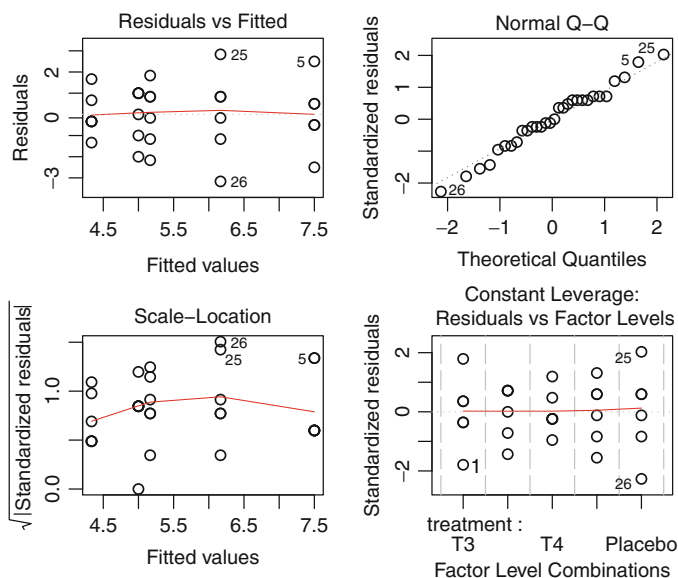 Residuals vs Fitted
Residuals
−3
0
2
25
5
26
4.5
5.5
6.5
7.5
Fitted values
Normal Q−Q
Standardized residuals
−2
0
1
2
25
5
26
−2
−1
0
1
2
Theoretical Quantiles
Scale−Location
√|Standardized residuals|
0.0
1.0
26
25
5
4.5
5.5
6.5
7.5
Fitted values
Constant Leverage:
Residuals vs Factor Levels
Standardized residuals
−2
0
2
25
1
26
treatment :
T3
T4
Placebo
Factor Level Combinations